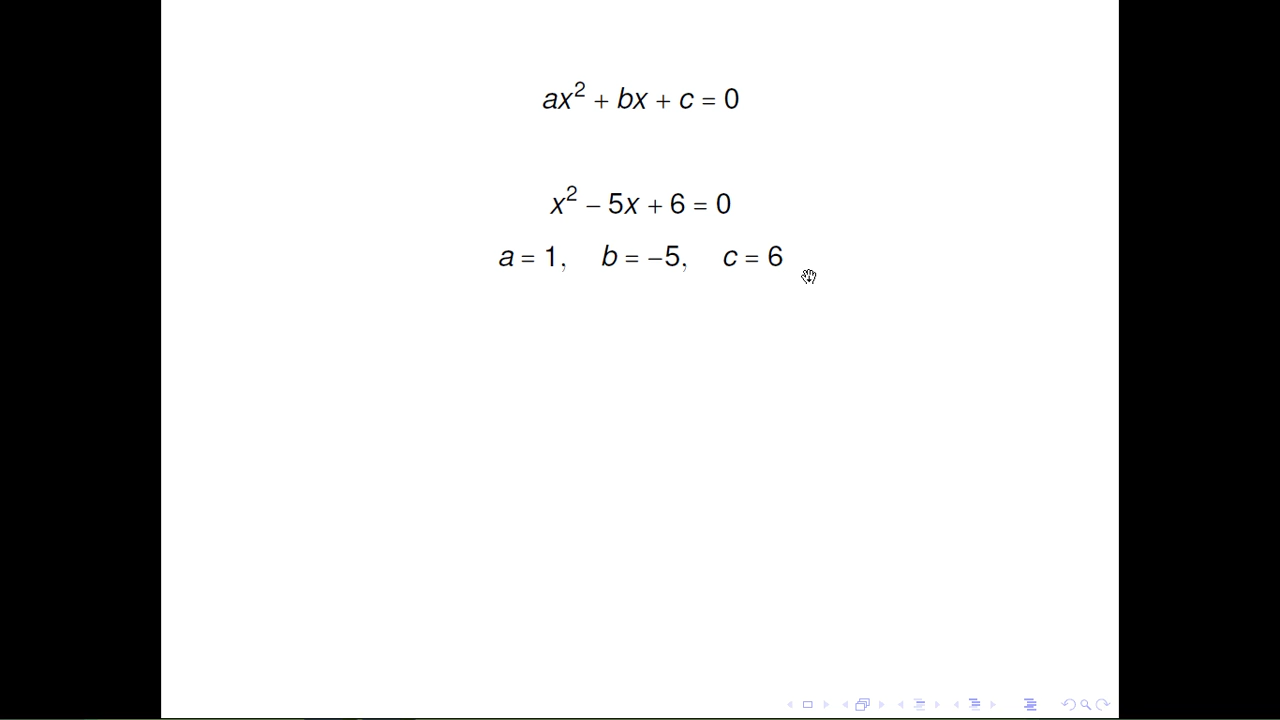 ax² + bx + c = 0
x² − 5x + 6 = 0
a = 1, b = −5, c = 6